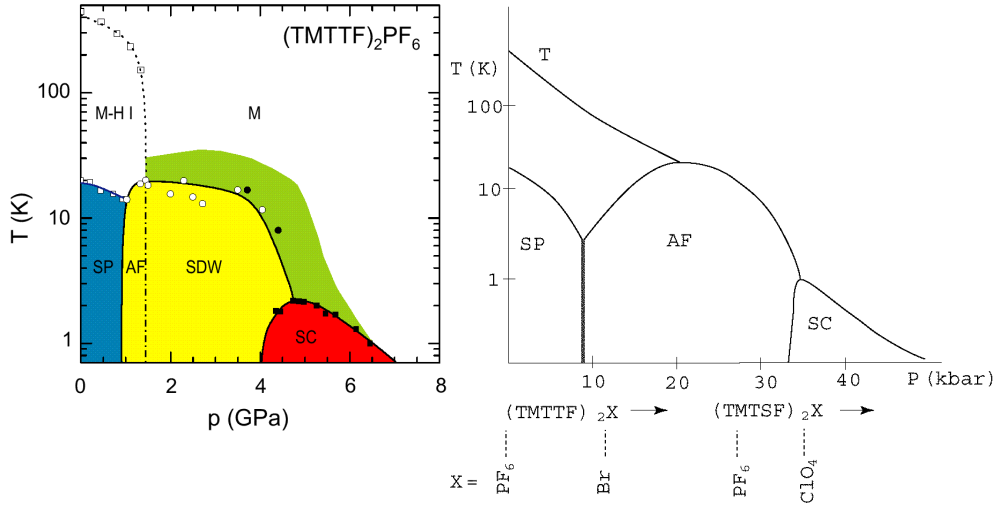 (TMTTF)₂PF₆
T (K)
100
10
1
M-H I
M
SP
AF
SDW
SC
0
2
4
6
8
p (GPa)
T (K)
T
100
10
1
SP
AF
SC
10
20
30
40
P (kbar)
(TMTTF) ₂X
(TMTSF) ₂X
X =
PF₆
Br
PF₆
ClO₄